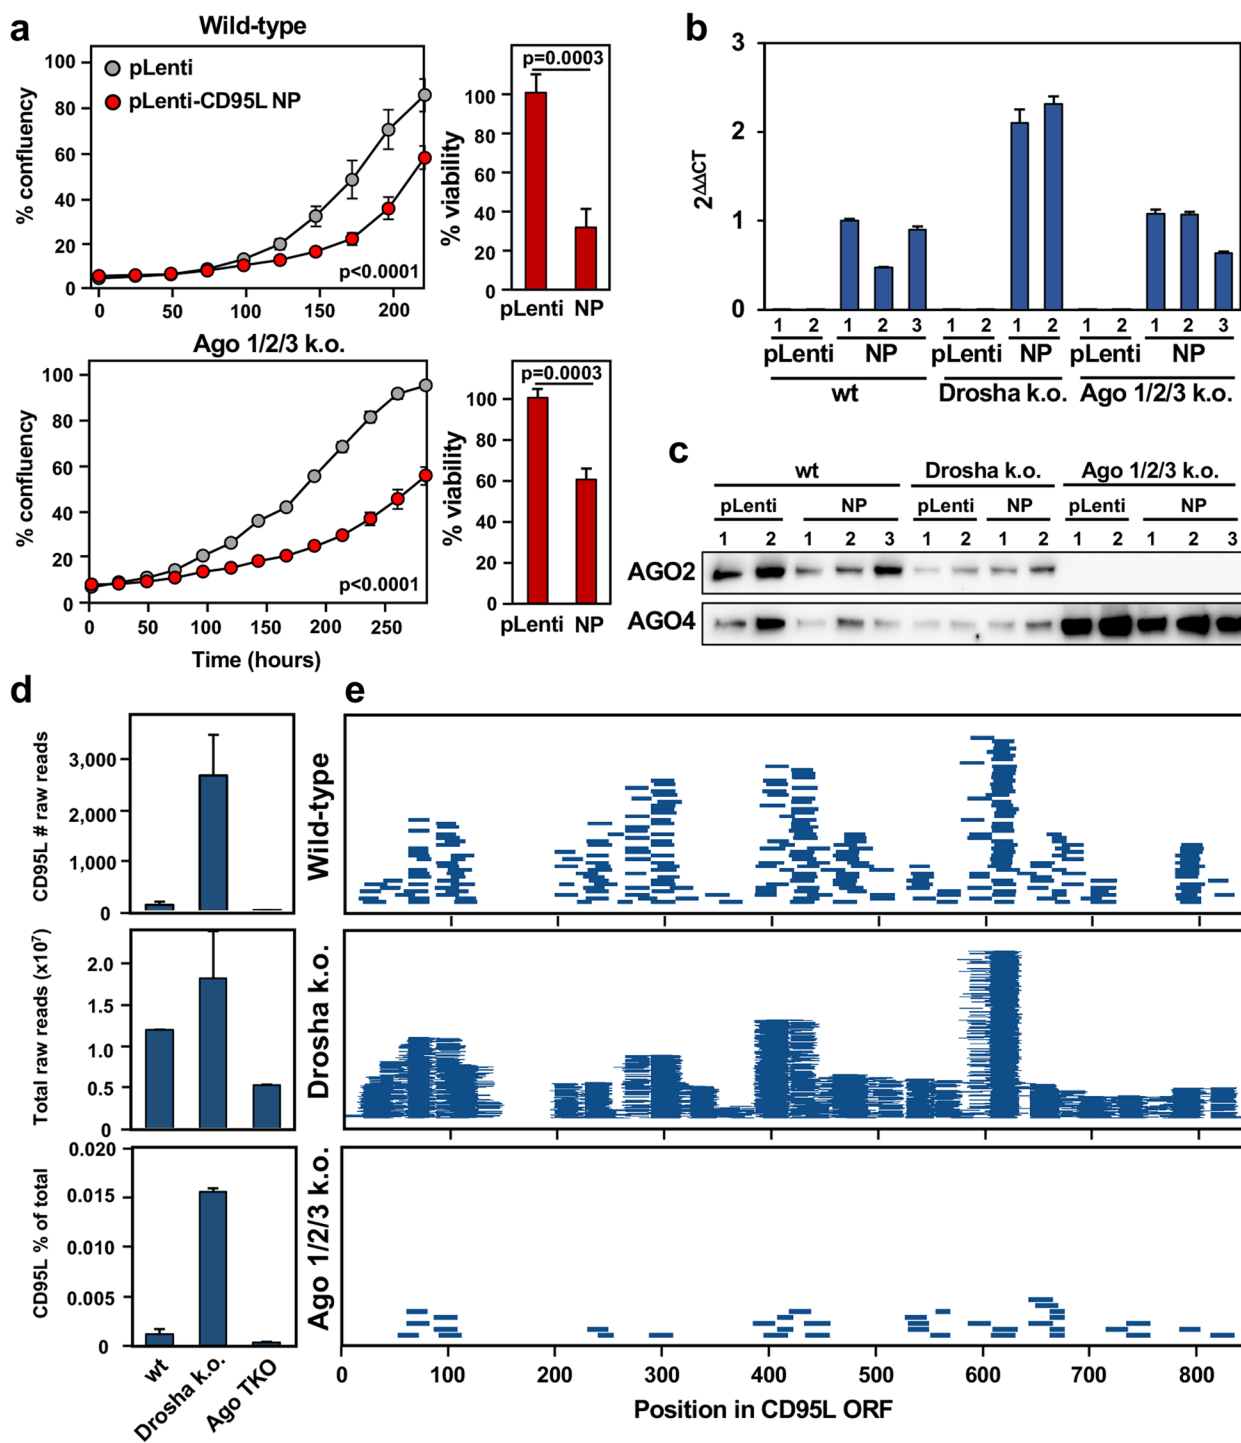 a
Wild-type
% confluency
100
80
60
40
20
0
pLenti
pLenti-CD95L NP
p<0.0001
0 50 100 150 200
% viability
100
80
60
40
20
0
p=0.0003
pLenti NP
Ago 1/2/3 k.o.
% confluency
100
80
60
40
20
0
p<0.0001
0 50 100 150 200 250
Time (hours)
% viability
100
80
60
40
20
0
p=0.0003
pLenti NP
b
2ΔΔCT
3
2
1
0
1 2 1 2 3 1 2 1 2 1 2 1 2 3
pLenti NP pLenti NP pLenti NP
wt Drosha k.o. Ago 1/2/3 k.o.
c
wt Drosha k.o. Ago 1/2/3 k.o.
pLenti NP pLenti NP pLenti NP
1 2 1 2 3 1 2 1 2 1 2 1 2 3
AGO2
AGO4
d
CD95L # raw reads
3,000
2,000
1,000
0
Total raw reads (x10⁷)
2.0
1.5
1.0
0.5
0
CD95L % of total
0.020
0.015
0.010
0.005
0
wt
Drosha k.o.
Ago TKO
e
Wild-type
Drosha k.o.
Ago 1/2/3 k.o.
0 100 200 300 400 500 600 700 800
Position in CD95L ORF